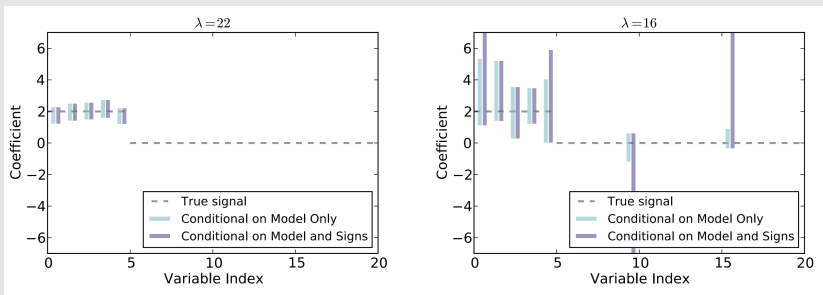 λ=22
6
4
2
0
−2
−4
−6
Coefficient
0
5
10
15
20
Variable Index
True signal
Conditional on Model Only
Conditional on Model and Signs
λ=16
6
4
2
0
−2
−4
−6
Coefficient
0
5
10
15
20
Variable Index
True signal
Conditional on Model Only
Conditional on Model and Signs